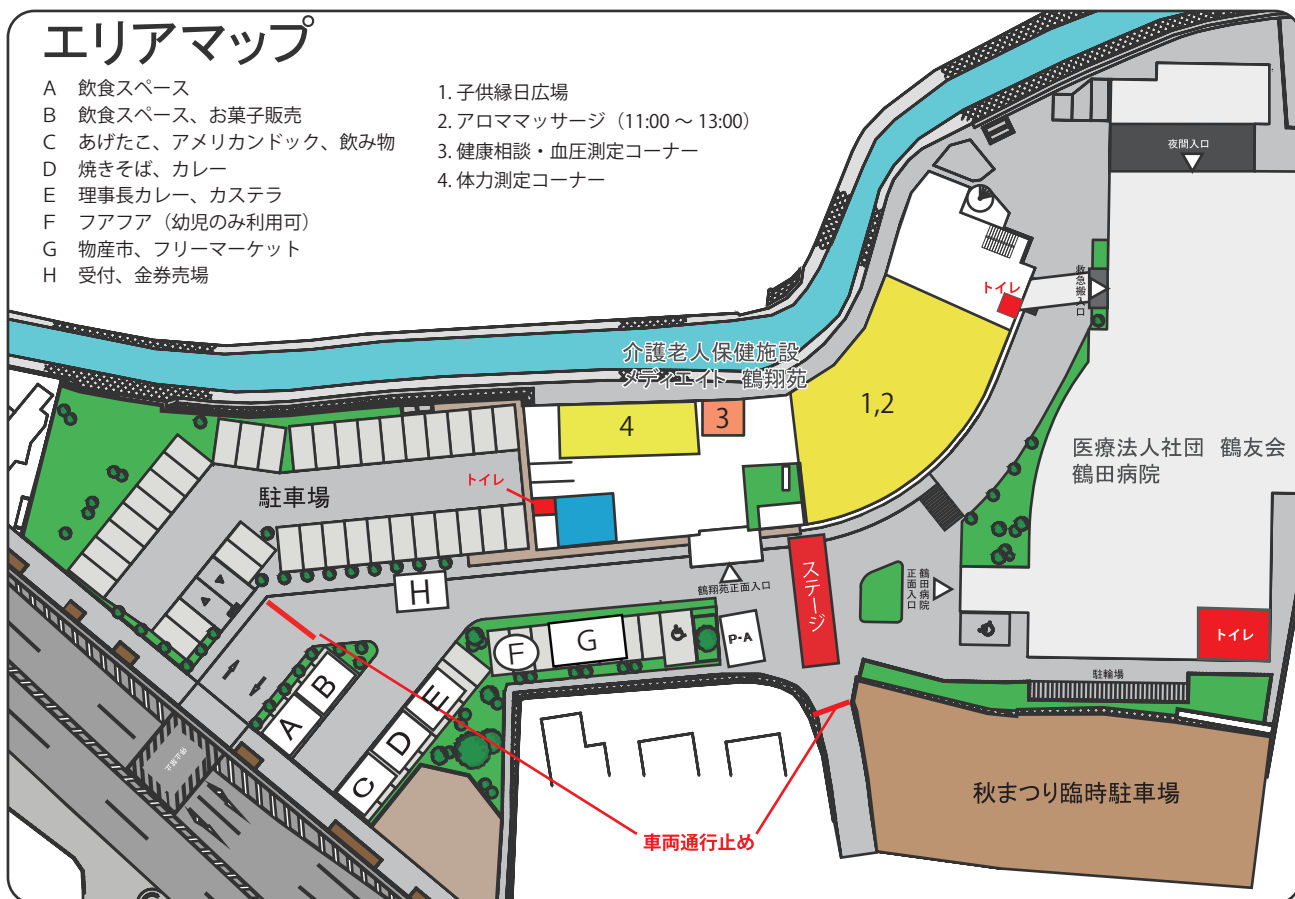 エリアマップ
A 飲食スペース
B 飲食スペース、お菓子販売
C あげたこ、アメリカンドック、飲み物
D 焼きそば、カレー
E 理事長カレー、カステラ
F フアフア（幼児のみ利用可）
G 物産市、フリーマーケット
H 受付、金券売場
1. 子供縁日広場
2. アロママッサージ（11:00 ～ 13:00）
3. 健康相談・血圧測定コーナー
4. 体力測定コーナー
夜間入口
救急搬入口
トイレ
介護老人保健施設
メディエイト 鶴翔苑
1,2
3
4
医療法人社団 鶴友会
鶴田病院
駐車場
トイレ
H
鶴翔苑正面入口
ステージ
鶴田病院
正面入口
F
G
P-A
トイレ
駐輪場
A
B
C
D
E
停止禁止
秋まつり臨時駐車場
車両通行止め